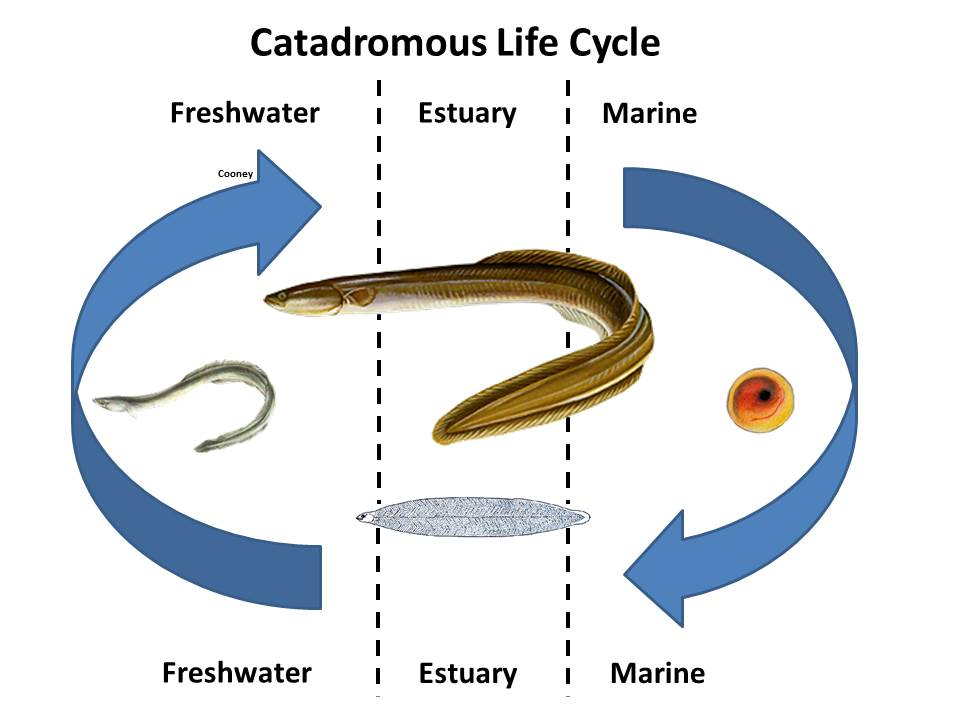 Catadromous Life Cycle
Freshwater Estuary Marine
Cooney
Freshwater Estuary Marine